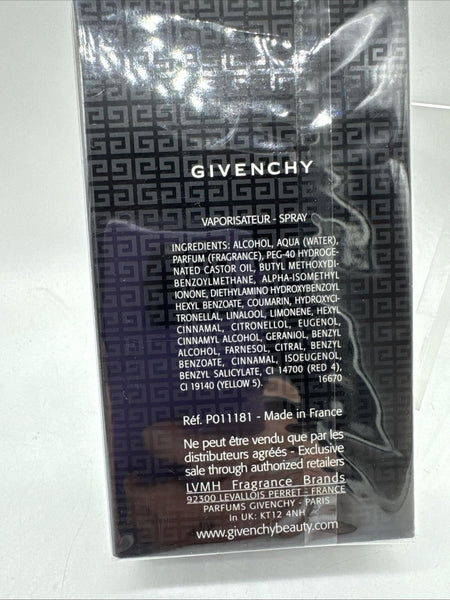 GIVENCHY
VAPORISATEUR - SPRAY
INGREDIENTS: ALCOHOL, AQUA (WATER),
PARFUM (FRAGRANCE), PEG-40 HYDROGE-
NATED CASTOR OIL, BUTYL METHOXYDI-
BENZOYLMETHANE, ALPHA-ISOMETHYL
IONONE, DIETHYLAMINO HYDROXYBENZOYL
HEXYL BENZOATE, COUMARIN, HYDROXYCI-
TRONELLAL, LINALOOL, LIMONENE, HEXYL
CINNAMAL, CITRONELLOL, EUGENOL,
CINNAMYL ALCOHOL, GERANIOL, BENZYL
ALCOHOL, FARNESOL, CITRAL, BENZYL
BENZOATE, CINNAMAL, ISOEUGENOL,
BENZYL SALICYLATE, CI 14700 (RED 4),
CI 19140 (YELLOW 5). 16670
Réf. P011181 - Made in France
Ne peut être vendu que par les
distributeurs agréés - Exclusive
sale through authorized retailers
LVMH Fragrance Brands
92300 LEVALLOIS PERRET - FRANCE
PARFUMS GIVENCHY - PARIS
In UK: KT12 4NH
www.givenchybeauty.com